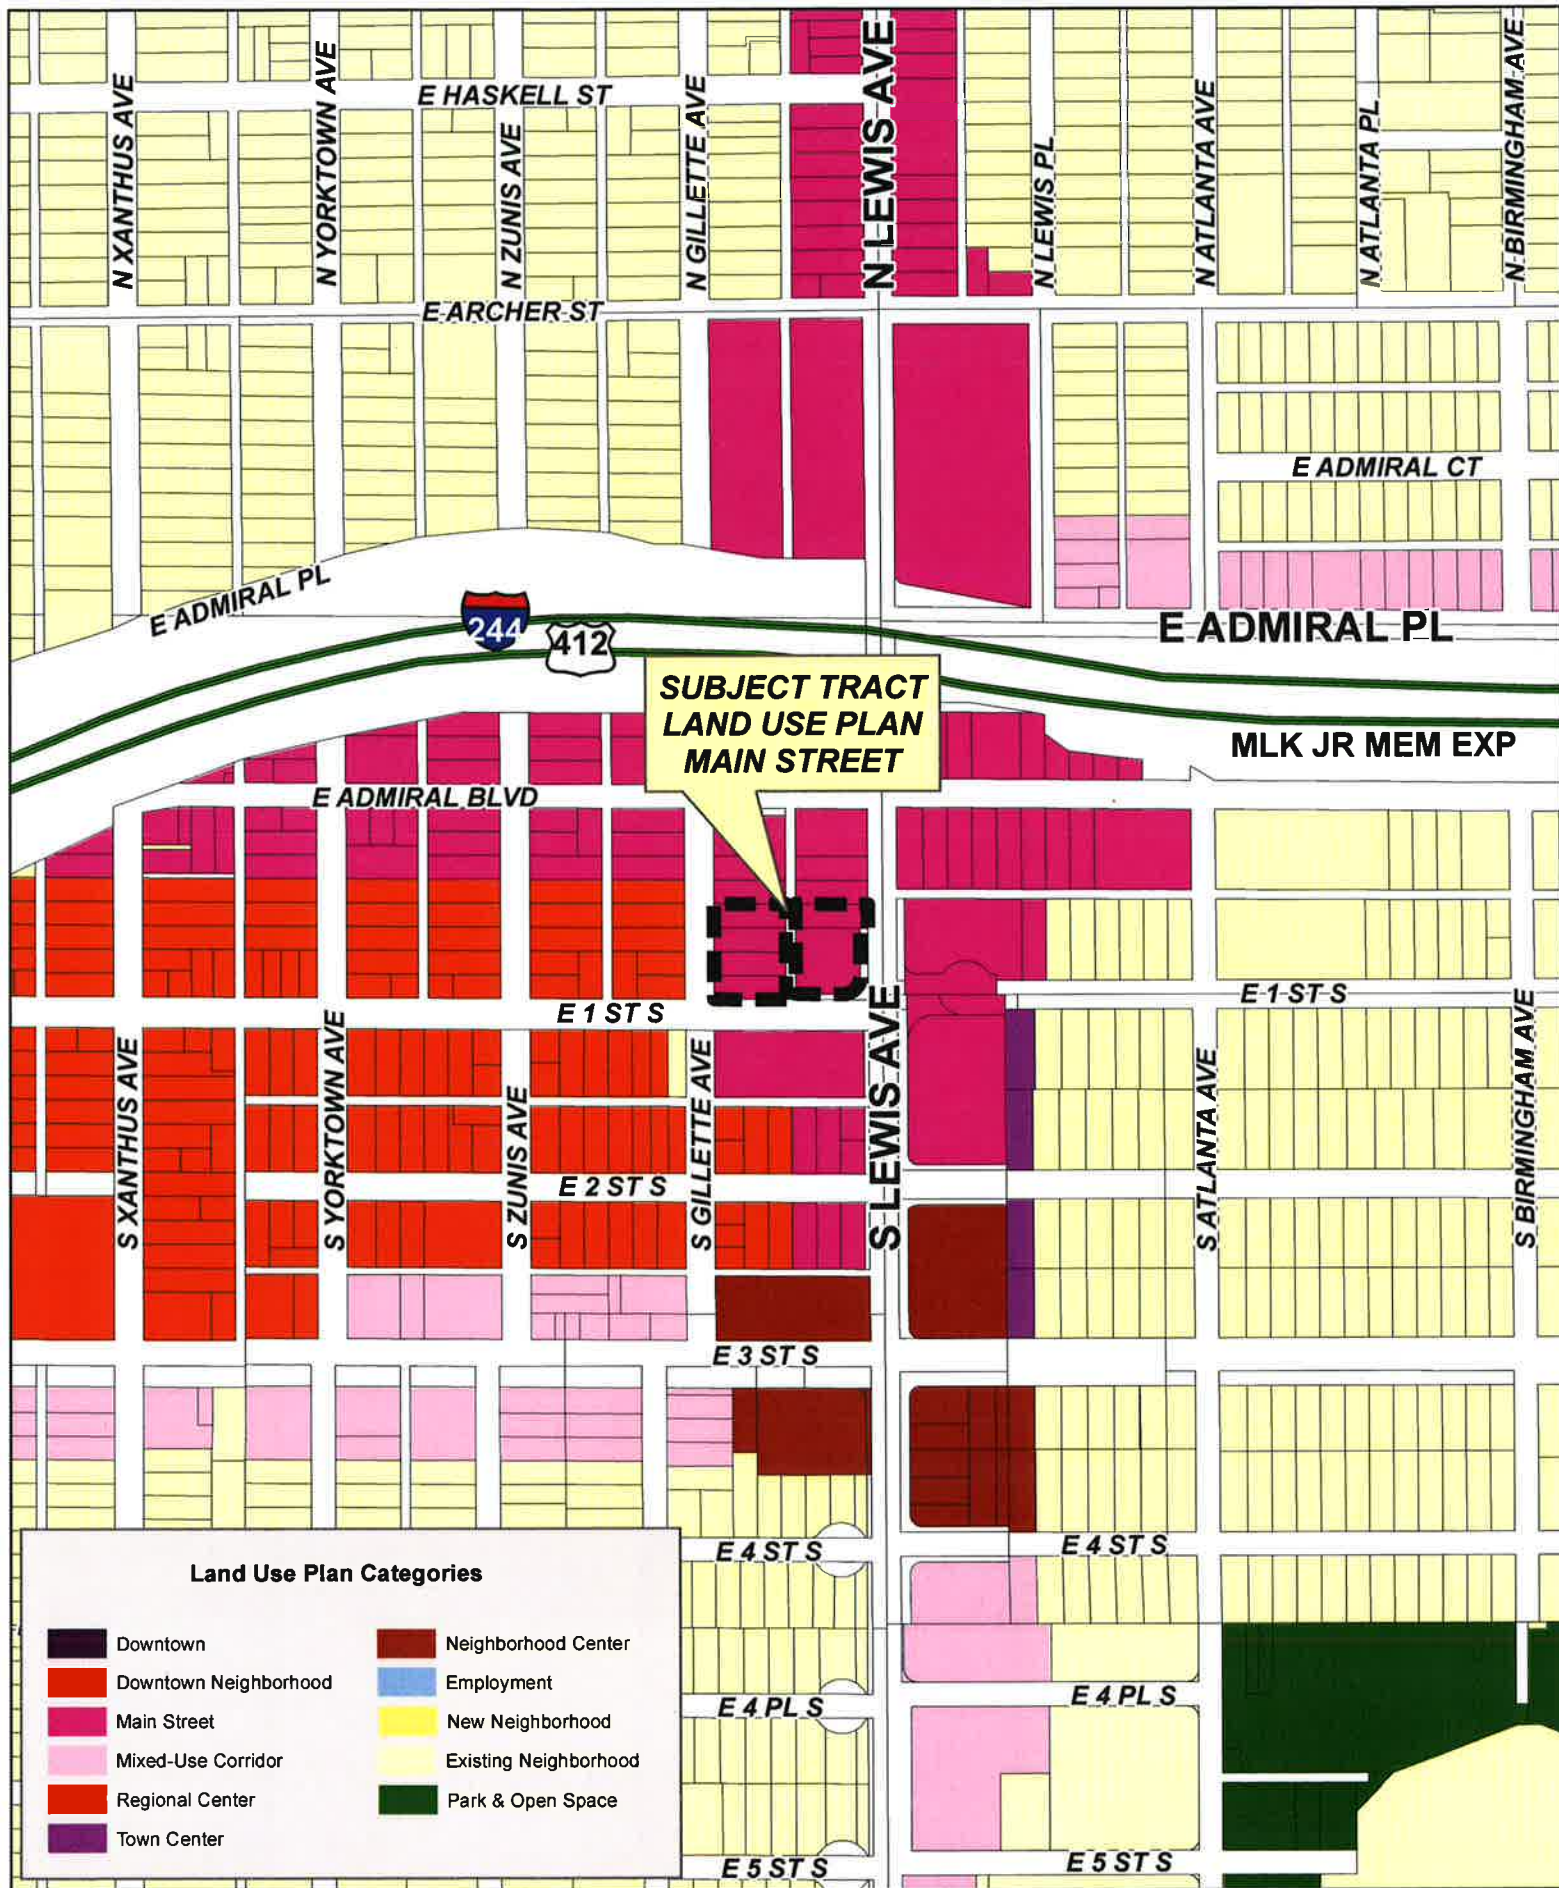 N XANTHUS AVE
N YORKTOWN AVE
E HASKELL ST
N ZUNIS AVE
N GILLETTE AVE
N LEWIS AVE
N LEWIS PL
N ATLANTA AVE
N ATLANTA PL
N BIRMINGHAM AVE
E ARCHER ST
E ADMIRAL CT
E ADMIRAL PL
244
412
E ADMIRAL PL
SUBJECT TRACT
LAND USE PLAN
MAIN STREET
MLK JR MEM EXP
E ADMIRAL BLVD
E 1 ST S
E 1 ST S
S XANTHUS AVE
S YORKTOWN AVE
S ZUNIS AVE
S GILLETTE AVE
S LEWIS AVE
S ATLANTA AVE
S BIRMINGHAM AVE
E 2 ST S
E 3 ST S
E 4 ST S
E 4 ST S
E 4 PL S
E 4 PL S
E 5 ST S
E 5 ST S
Land Use Plan Categories
Downtown
Downtown Neighborhood
Main Street
Mixed-Use Corridor
Regional Center
Town Center
Neighborhood Center
Employment
New Neighborhood
Existing Neighborhood
Park & Open Space